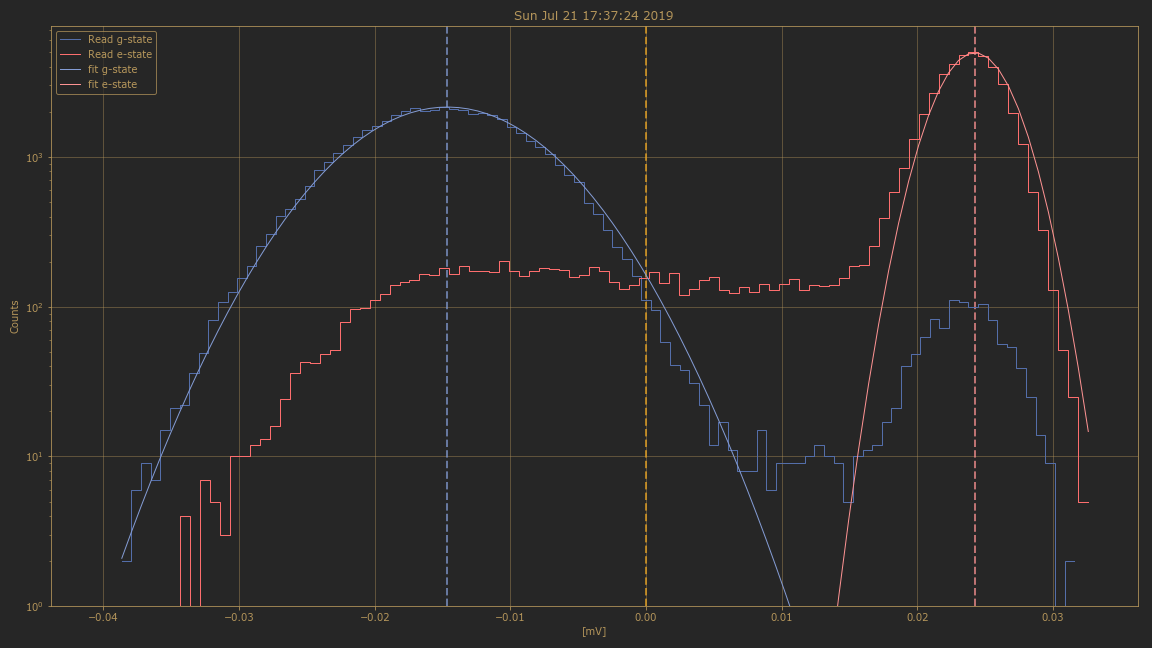 Sun Jul 21 17:37:24 2019
Read g-state
Read e-state
fit g-state
fit e-state
10³
10²
10¹
10⁰
Counts
−0.04 −0.03 −0.02 −0.01 0.00 0.01 0.02 0.03
[mV]